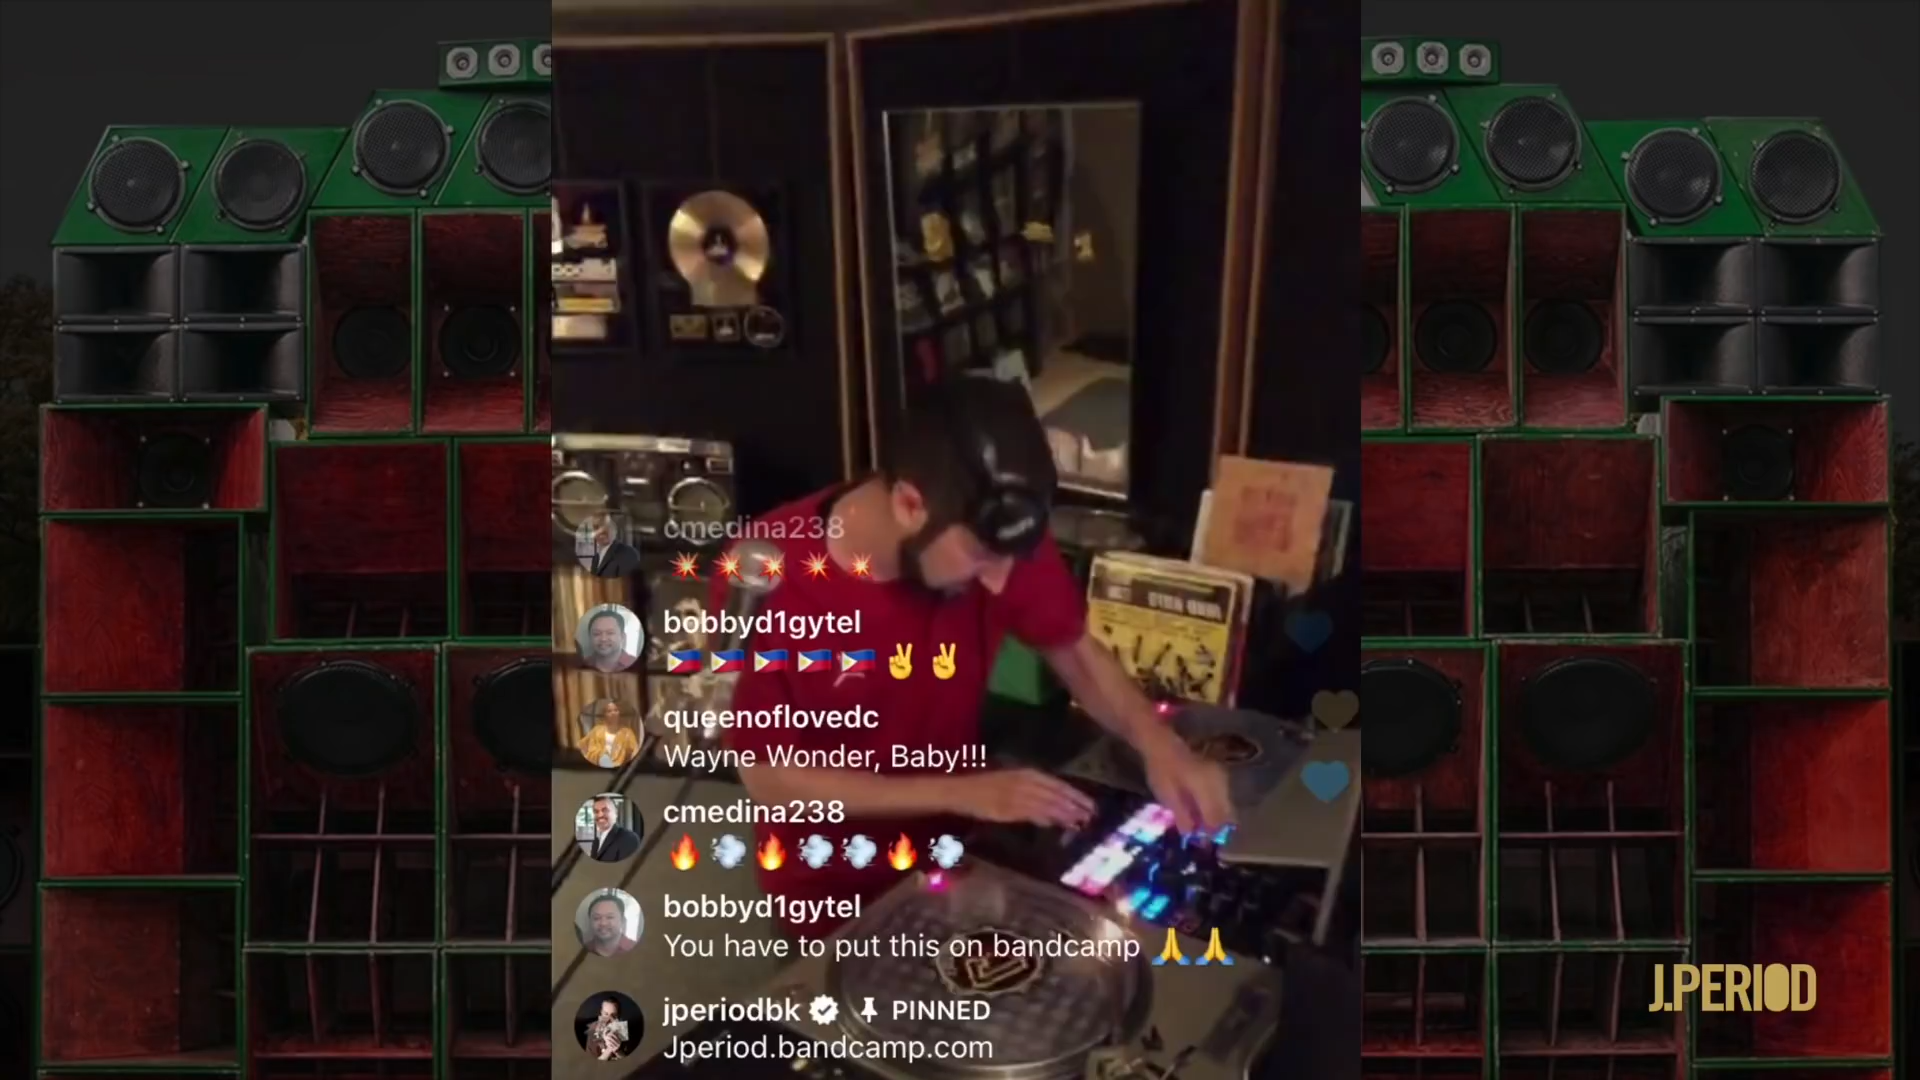 cmedina238
💥 💥 💥 💥 💥
bobbyd1gytel
🇵🇭 🇵🇭 🇵🇭 🇵🇭 🇵🇭 ✌️ ✌️
queenoflovedc
Wayne Wonder, Baby!!!
cmedina238
🔥 💨 🔥 💨 💨 🔥 💨
bobbyd1gytel
You have to put this on bandcamp 🙏 🙏
jperiodbk PINNED
Jperiod.bandcamp.com
J.PERIOD